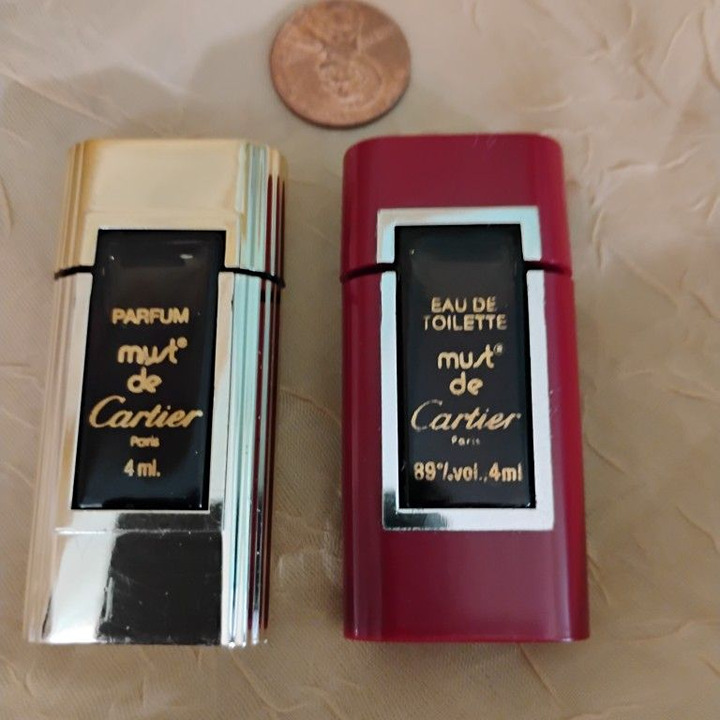 PARFUM
must®
de
Cartier
Paris
4 ml.
EAU DE
TOILETTE
must®
de
Cartier
Paris
89%vol..4ml